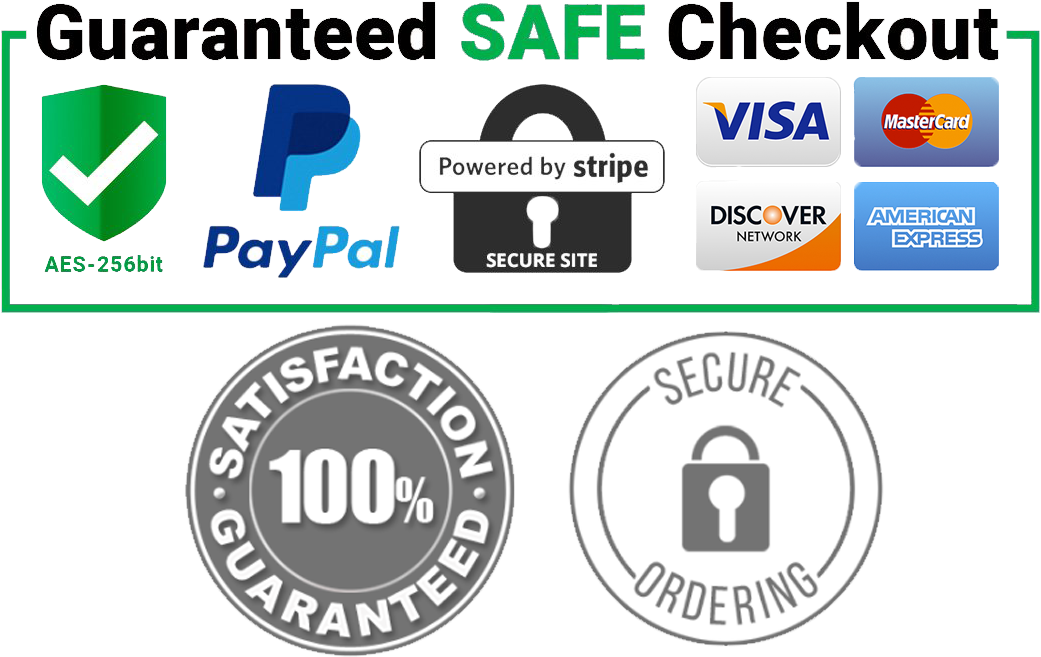 Guaranteed SAFE Checkout
AES-256bit
PayPal
Powered by stripe
SECURE SITE
VISA
MasterCard
DISCOVER
NETWORK
AMERICAN
EXPRESS
SATISFACTION
100%
GUARANTEED
SECURE
ORDERING